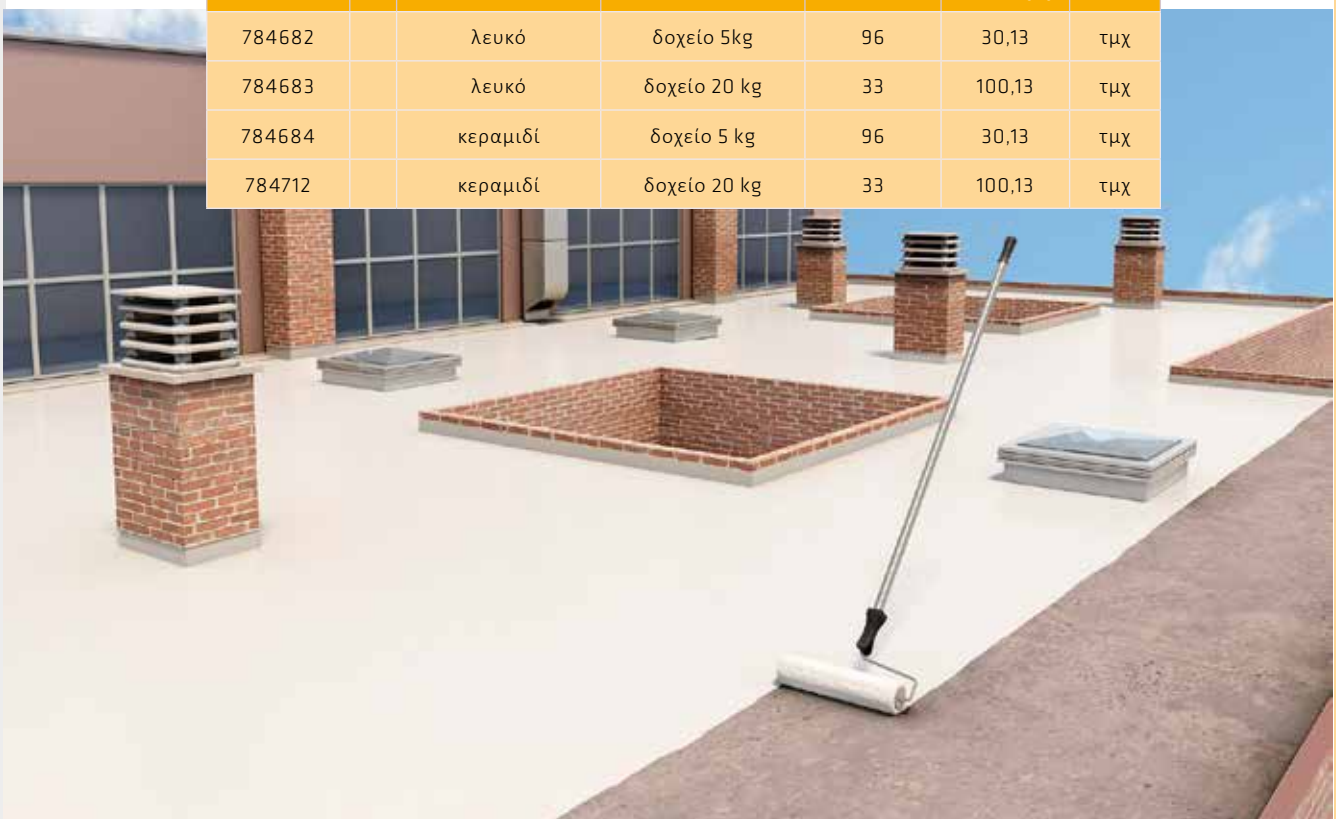 784682 λευκό δοχείο 5kg 96 30,13 τμχ
784683 λευκό δοχείο 20 kg 33 100,13 τμχ
784684 κεραμιδί δοχείο 5 kg 96 30,13 τμχ
784712 κεραμιδί δοχείο 20 kg 33 100,13 τμχ